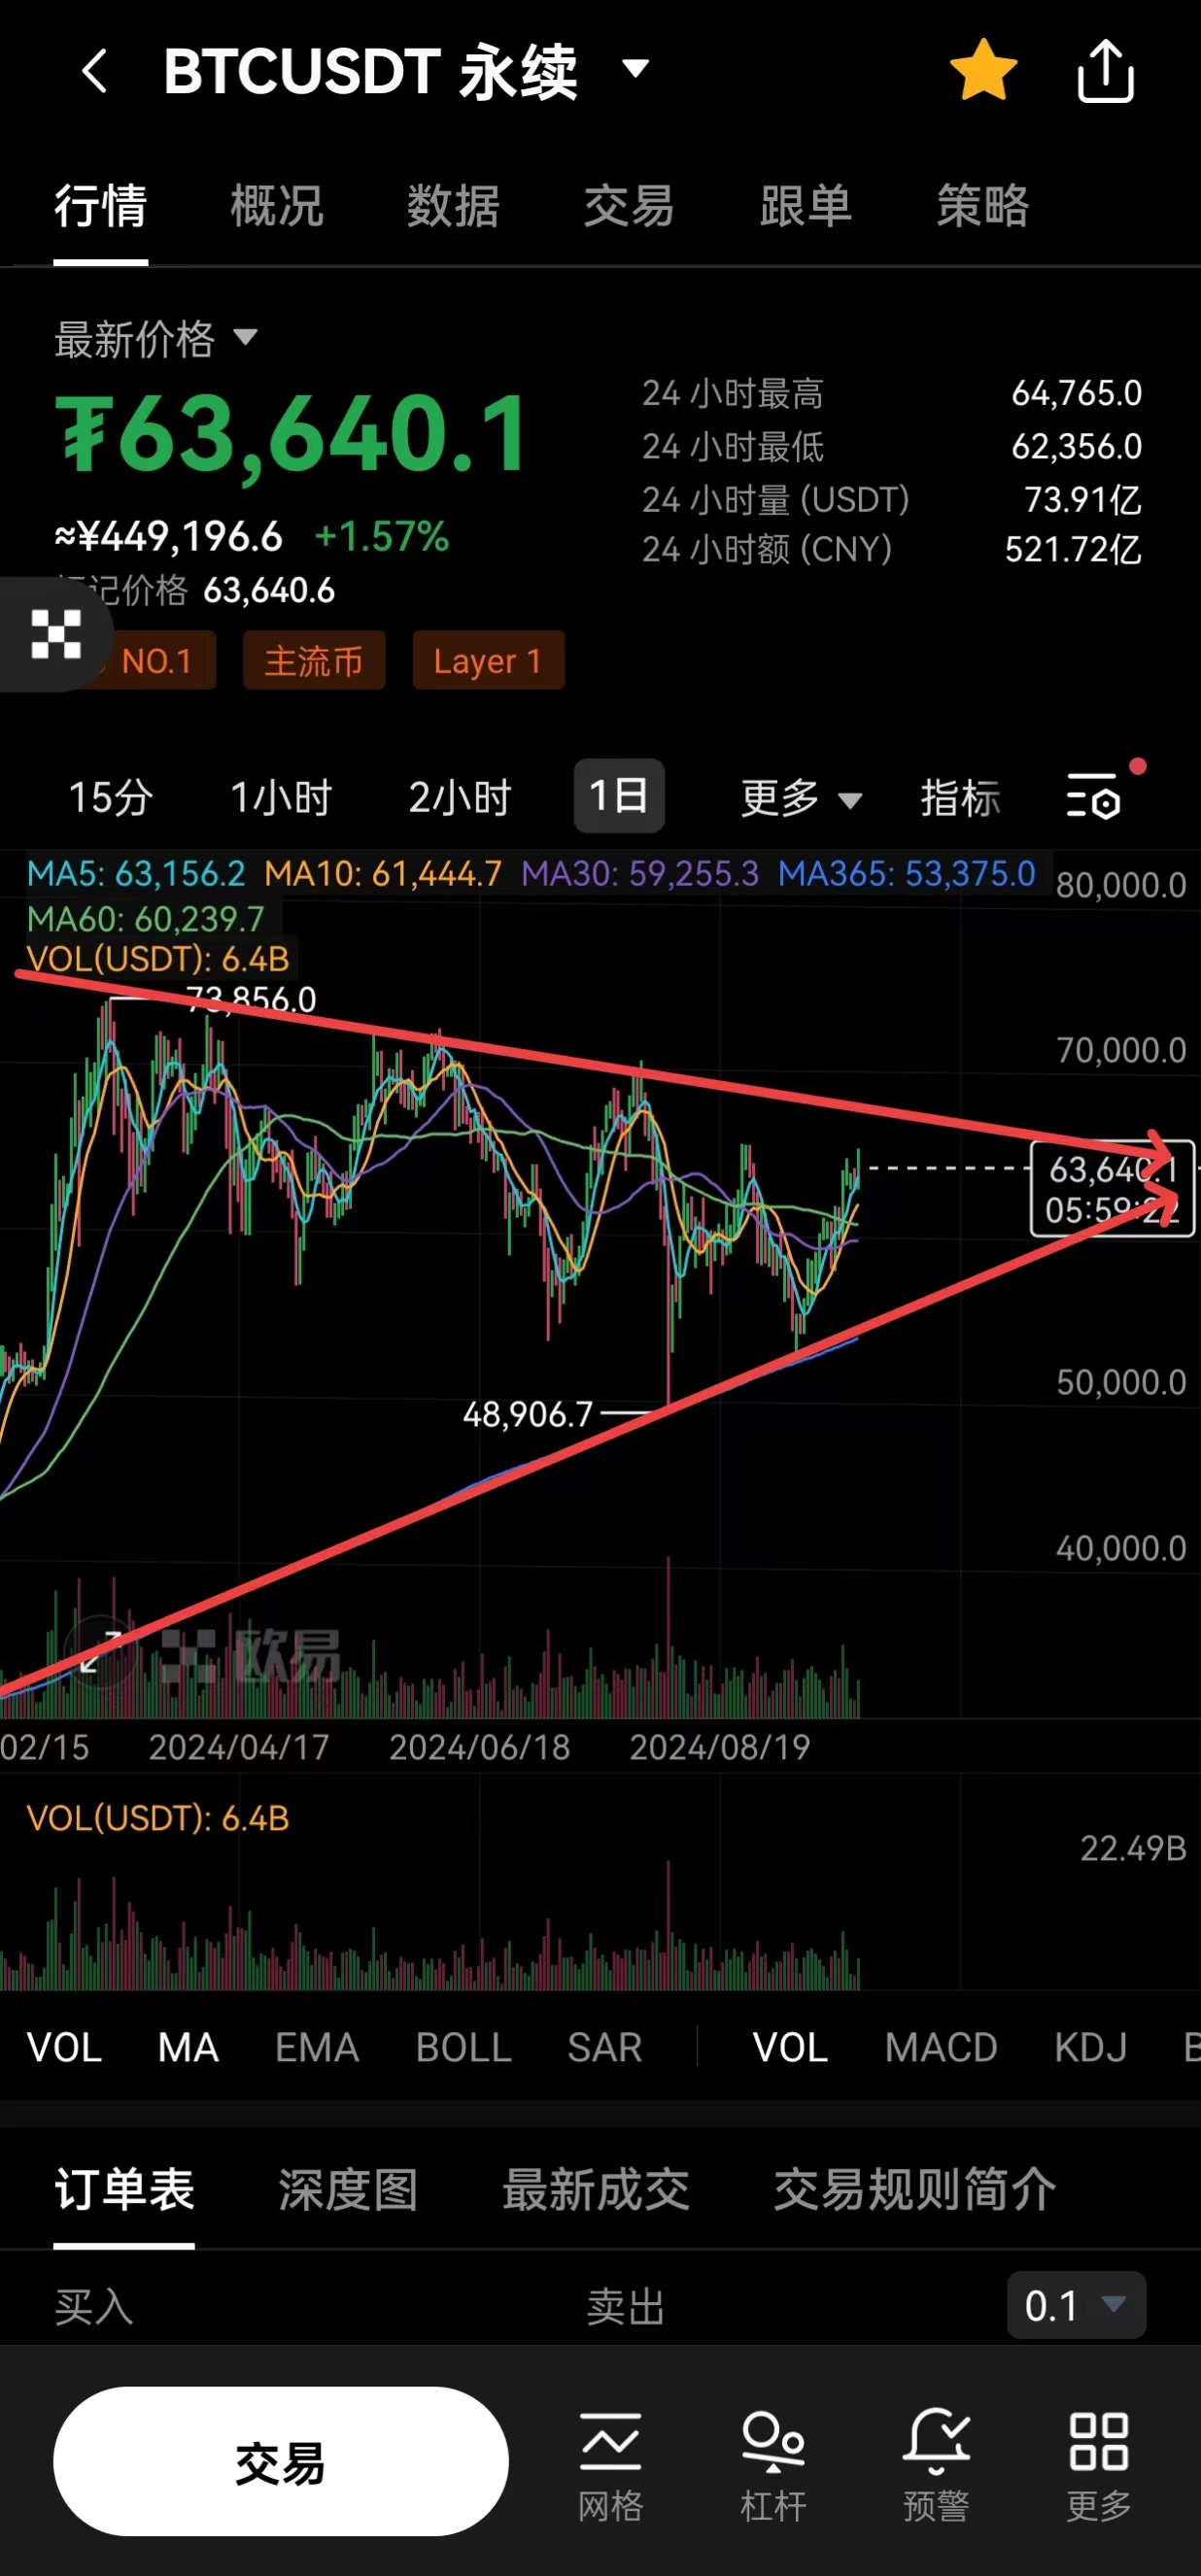 BTCUSDT 永续
行情 概况 数据 交易 跟单 策略
最新价格
₮63,640.1
≈¥449,196.6 +1.57%
记价格 63,640.6
24 小时最高 64,765.0
24 小时最低 62,356.0
24 小时量 (USDT) 73.91亿
24 小时额 (CNY) 521.72亿
NO.1 主流币 Layer 1
15分 1小时 2小时 1日 更多 指标
MA5: 63,156.2 MA10: 61,444.7 MA30: 59,255.3 MA365: 53,375.0
MA60: 60,239.7
VOL(USDT): 6.4B
80,000.0
73,856.0
70,000.0
63,640.1
05:59:22
50,000.0
48,906.7
40,000.0
欧易
02/15 2024/04/17 2024/06/18 2024/08/19
VOL(USDT): 6.4B
22.49B
VOL MA EMA BOLL SAR VOL MACD KDJ B
订单表 深度图 最新成交 交易规则简介
买入 卖出 0.1
交易 网格 杠杆 预警 更多